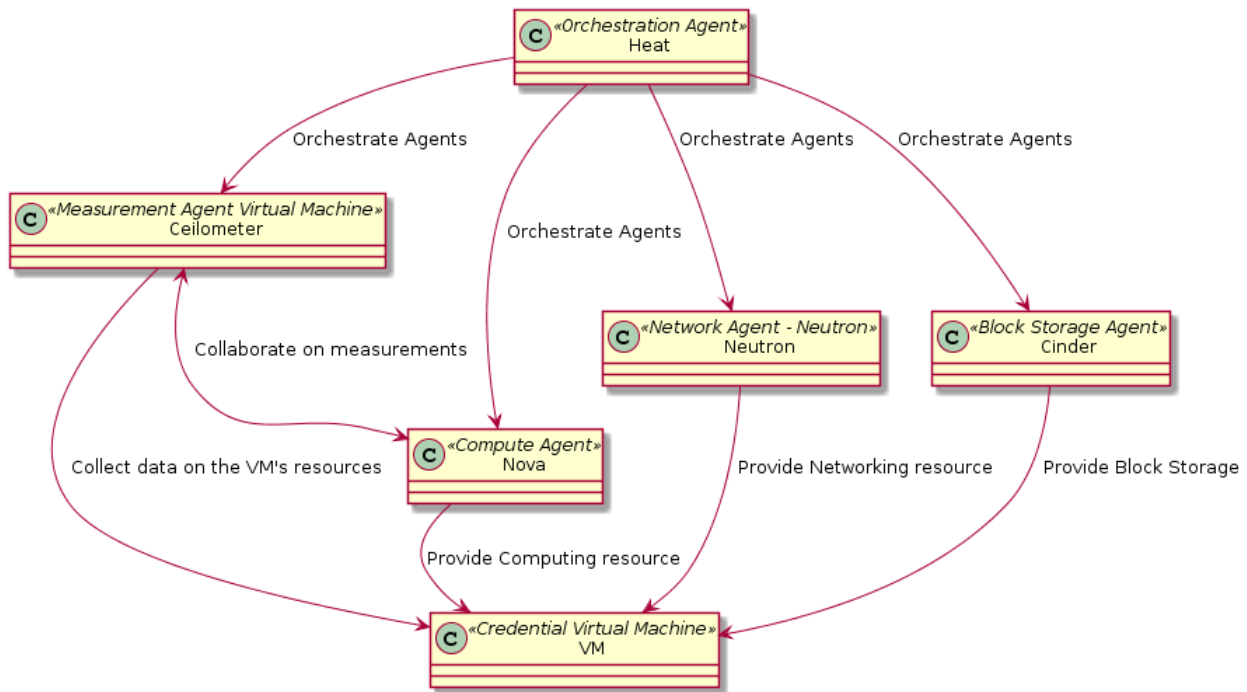 C
«Orchestration Agent»
Heat
Orchestrate Agents
Orchestrate Agents
Orchestrate Agents
C
«Measurement Agent Virtual Machine»
Ceilometer
Orchestrate Agents
C
«Network Agent - Neutron»
Neutron
C
«Block Storage Agent»
Cinder
Collaborate on measurements
C
«Compute Agent»
Nova
Collect data on the VM's resources
Provide Networking resource
Provide Block Storage
Provide Computing resource
C
«Credential Virtual Machine»
VM